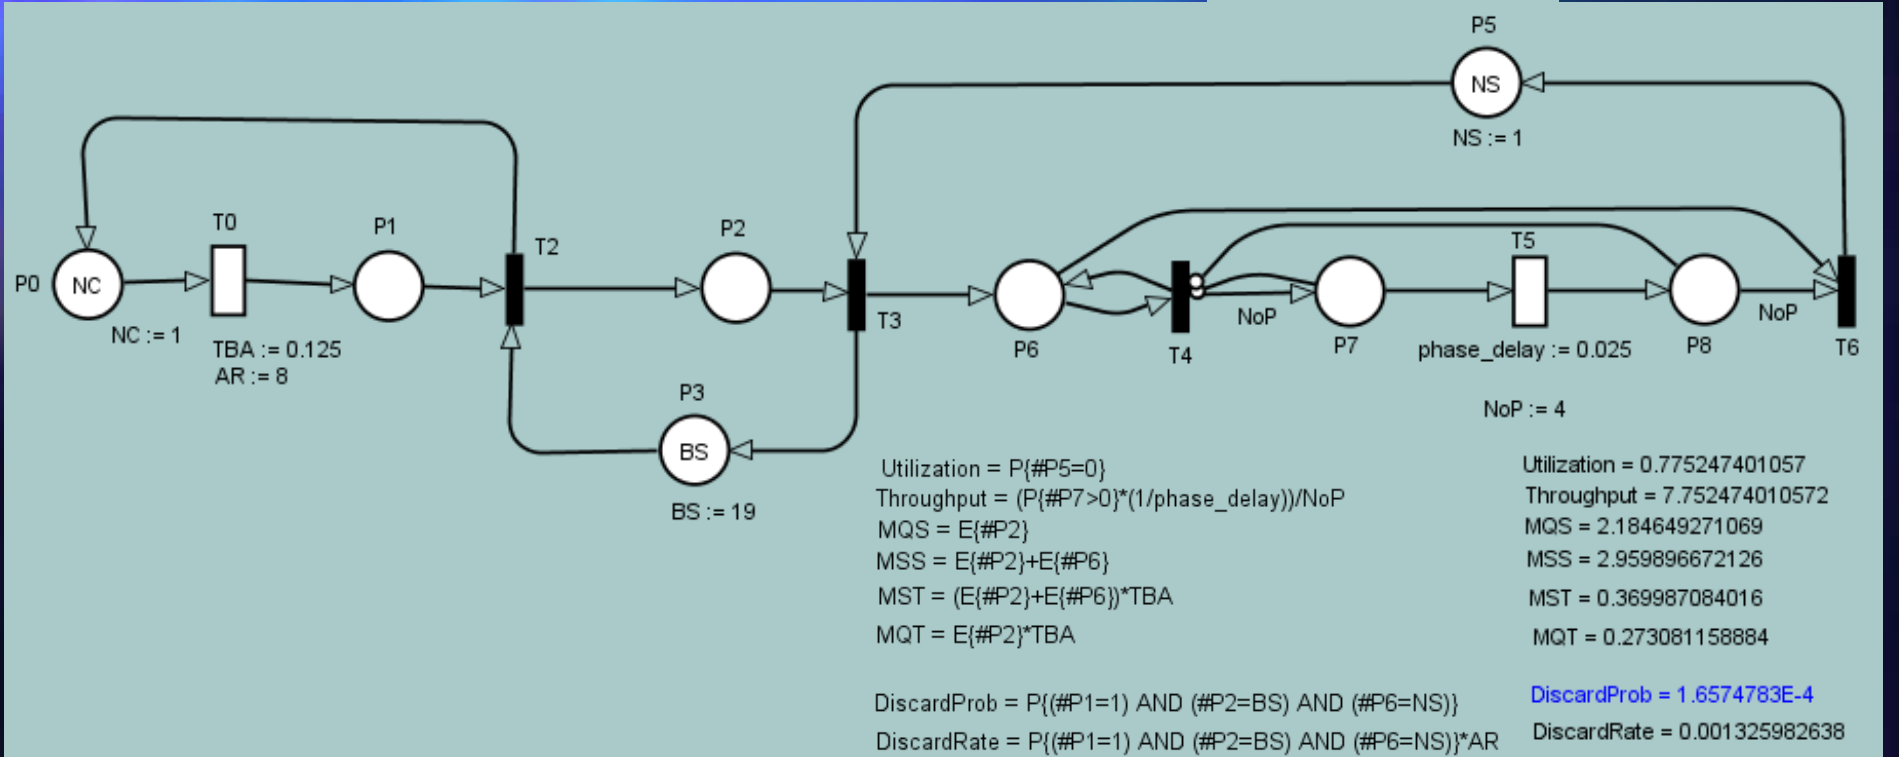 P5
NS
NS := 1
T0
P1
T2
P2
T5
P0
NC
NC := 1
TBA := 0.125
AR := 8
T3
P6
T4
NoP
P7
phase_delay := 0.025
P8
NoP
T6
P3
BS
BS := 19
NoP := 4
Utilization = P{#P5=0}
Throughput = (P{#P7>0}*(1/phase_delay))/NoP
MQS = E{#P2}
MSS = E{#P2}+E{#P6}
MST = (E{#P2}+E{#P6})*TBA
MQT = E{#P2}*TBA
DiscardProb = P{(#P1=1) AND (#P2=BS) AND (#P6=NS)}
DiscardRate = P{(#P1=1) AND (#P2=BS) AND (#P6=NS)}*AR
Utilization = 0.775247401057
Throughput = 7.752474010572
MQS = 2.184649271069
MSS = 2.959896672126
MST = 0.369987084016
MQT = 0.273081158884
DiscardProb = 1.6574783E-4
DiscardRate = 0.001325982638